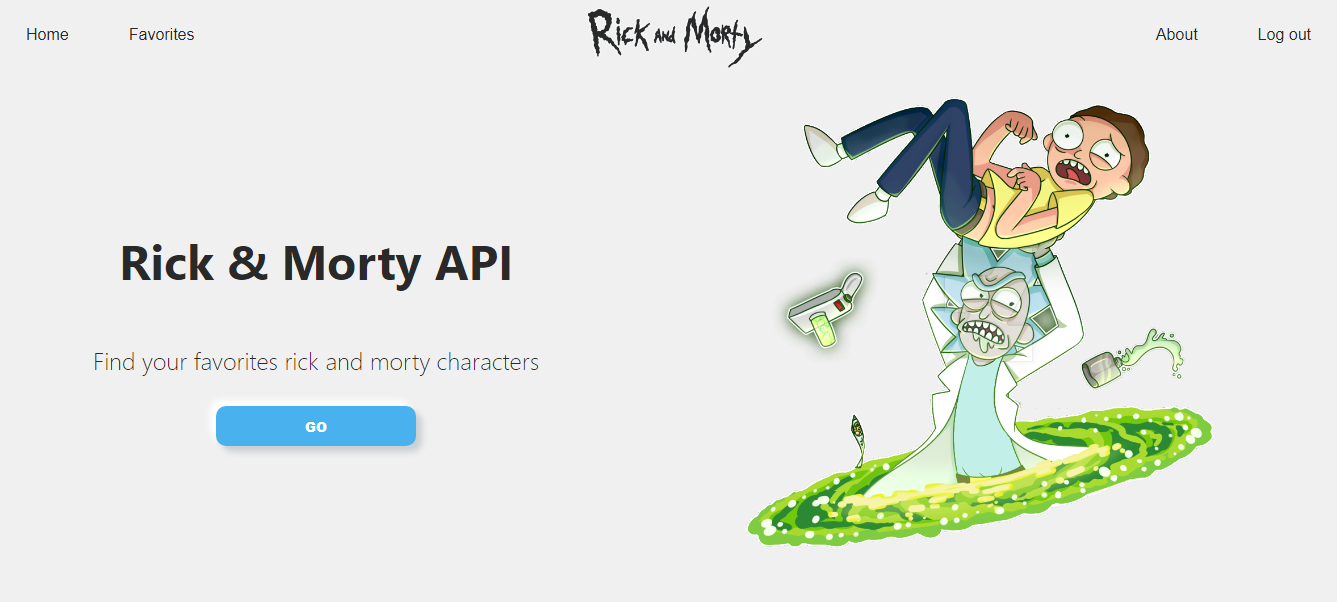 Home Favorites Rick and Morty About Log out
Rick & Morty API
Find your favorites rick and morty characters
GO